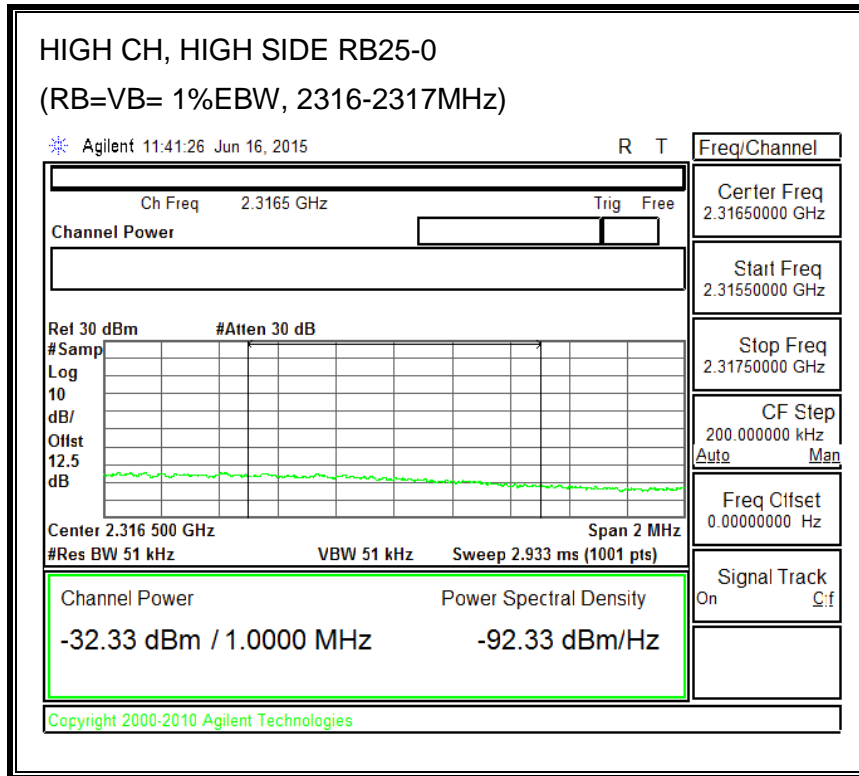 HIGH CH, HIGH SIDE RB25-0
(RB=VB= 1%EBW, 2316-2317MHz)
Agilent 11:41:26 Jun 16, 2015 R T
Freq/Channel
Ch Freq 2.3165 GHz Trig Free
Channel Power
Center Freq
2.31650000 GHz
Start Freq
2.31550000 GHz
Stop Freq
2.31750000 GHz
CF Step
200.000000 kHz
Auto Man
Freq Offset
0.00000000 Hz
Signal Track
On Off
Ref 30 dBm #Atten 30 dB
#Samp
Log
10
dB/
Offst
12.5
dB
Center 2.316 500 GHz Span 2 MHz
#Res BW 51 kHz VBW 51 kHz Sweep 2.933 ms (1001 pts)
Channel Power Power Spectral Density
-32.33 dBm / 1.0000 MHz -92.33 dBm/Hz
Copyright 2000-2010 Agilent Technologies